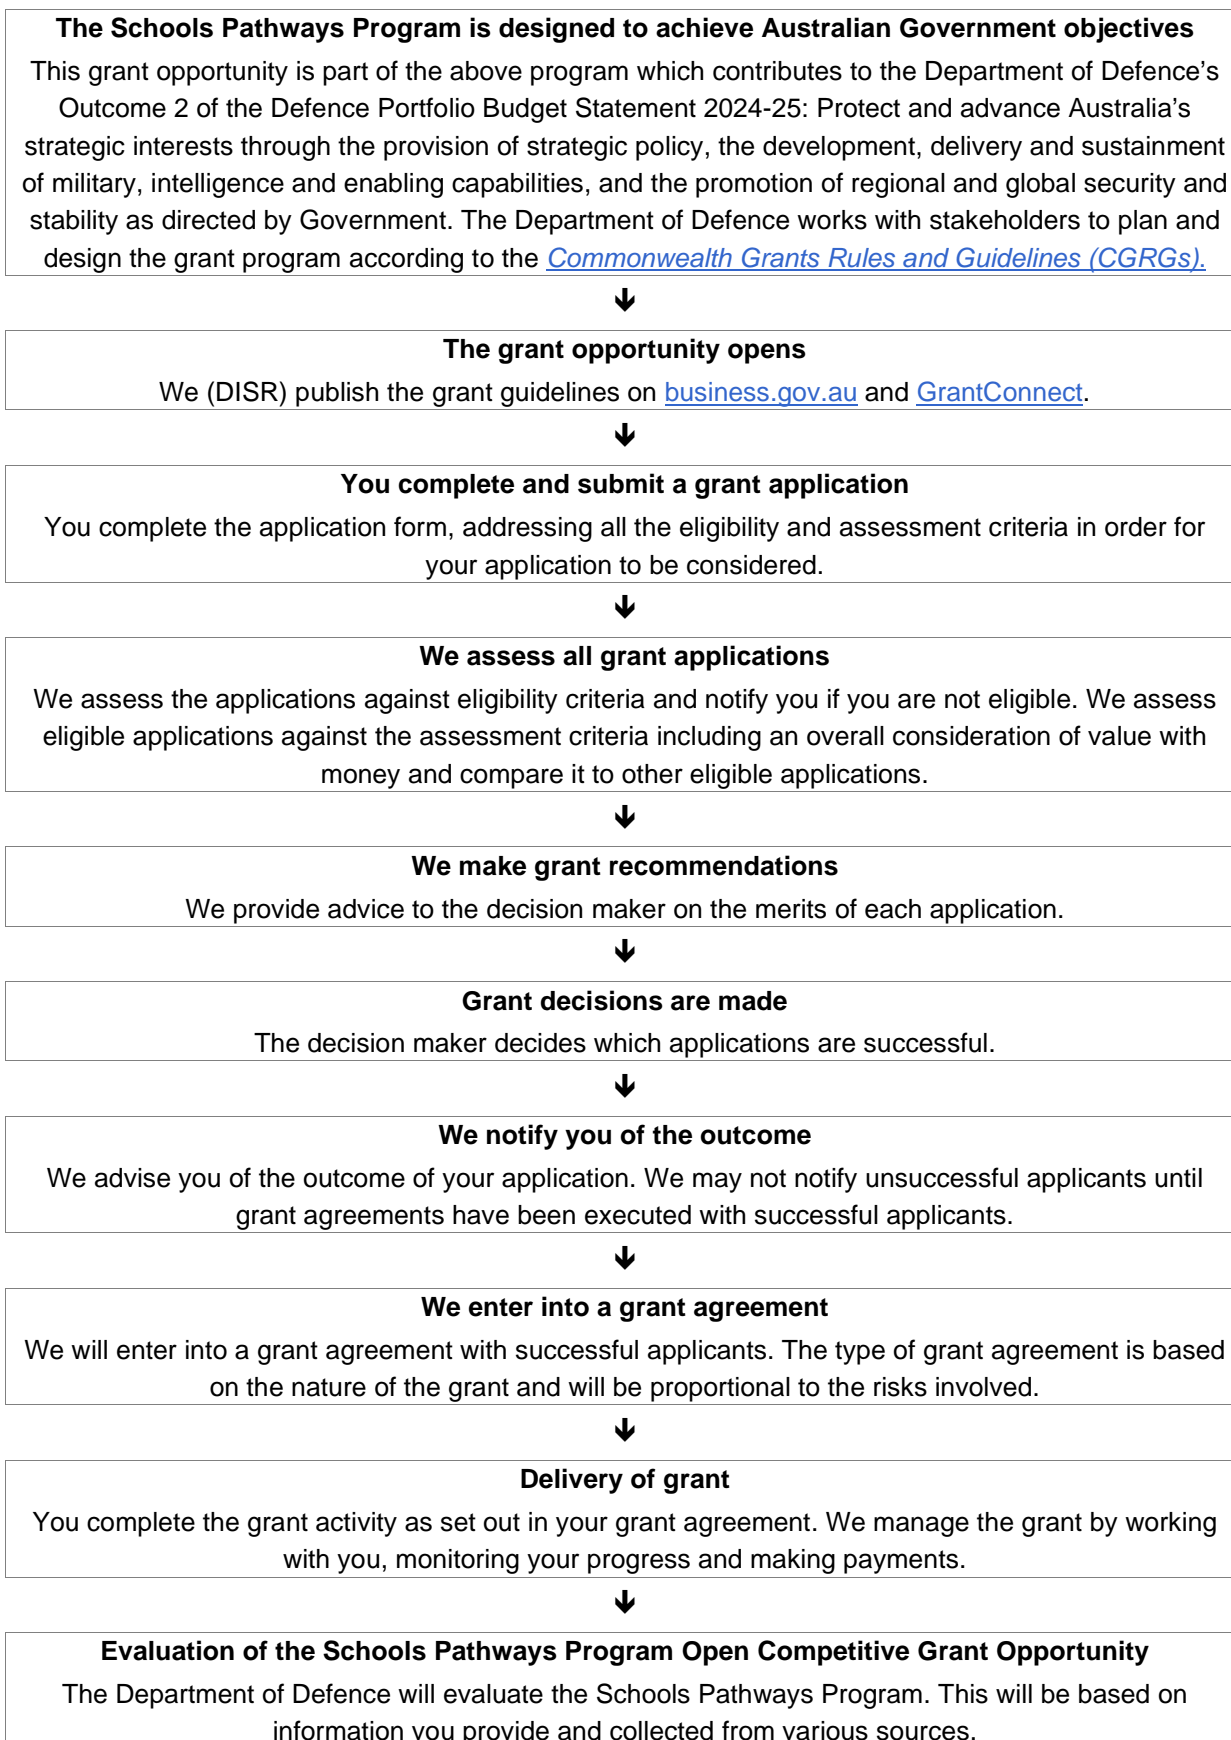 The Schools Pathways Program is designed to achieve Australian Government objectives
This grant opportunity is part of the above program which contributes to the Department of Defence's
Outcome 2 of the Defence Portfolio Budget Statement 2024-25: Protect and advance Australia's
strategic interests through the provision of strategic policy, the development, delivery and sustainment
of military, intelligence and enabling capabilities, and the promotion of regional and global security and
stability as directed by Government. The Department of Defence works with stakeholders to plan and
design the grant program according to the Commonwealth Grants Rules and Guidelines (CGRGs).
The grant opportunity opens
We (DISR) publish the grant guidelines on business.gov.au and GrantConnect.
You complete and submit a grant application
You complete the application form, addressing all the eligibility and assessment criteria in order for
your application to be considered.
We assess all grant applications
We assess the applications against eligibility criteria and notify you if you are not eligible. We assess
eligible applications against the assessment criteria including an overall consideration of value with
money and compare it to other eligible applications.
We make grant recommendations
We provide advice to the decision maker on the merits of each application.
Grant decisions are made
The decision maker decides which applications are successful.
We notify you of the outcome
We advise you of the outcome of your application. We may not notify unsuccessful applicants until
grant agreements have been executed with successful applicants.
We enter into a grant agreement
We will enter into a grant agreement with successful applicants. The type of grant agreement is based
on the nature of the grant and will be proportional to the risks involved.
Delivery of grant
You complete the grant activity as set out in your grant agreement. We manage the grant by working
with you, monitoring your progress and making payments.
Evaluation of the Schools Pathways Program Open Competitive Grant Opportunity
The Department of Defence will evaluate the Schools Pathways Program. This will be based on
information you provide and collected from various sources.